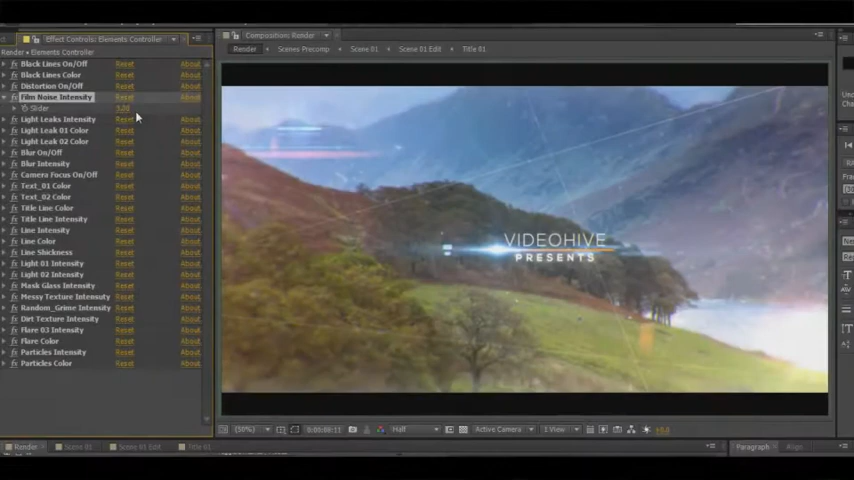 Effect Controls: Elements Controller
Render • Elements Controller
Black Lines On/Off Reset About
Black Lines Color Reset About
Distortion On/Off Reset About
Film Noise Intensity Reset About
Slider
Light Leaks Intensity Reset About
Light Leak 01 Color Reset About
Light Leak 02 Color Reset About
Blur On/Off Reset About
Blur Intensity Reset About
Camera Focus On/Off Reset About
Text_01 Color Reset About
Text_02 Color Reset About
Title Line Color Reset About
Title Line Intensity Reset About
Line Intensity Reset About
Line Color Reset About
Line Shickness Reset About
Light 01 Intensity Reset About
Light 02 Intensity Reset About
Mask Glass Intensity Reset About
Messy Texture Intensuty Reset About
Random_Grime Intensity Reset About
Dirt Texture Intensity Reset About
Flare 03 Intensity Reset About
Flare Color Reset About
Particles Intensity Reset About
Particles Color Reset About
Composition: Render
Render Scenes Precomp Scene 01 Scene 01 Edit Title 01
VIDEOHIVE
PRESENTS
(50%) 0:00:08:11 Half Active Camera 1 View +0.0
Render Scene 01 Scene 01 Edit Title 01
Paragraph Align